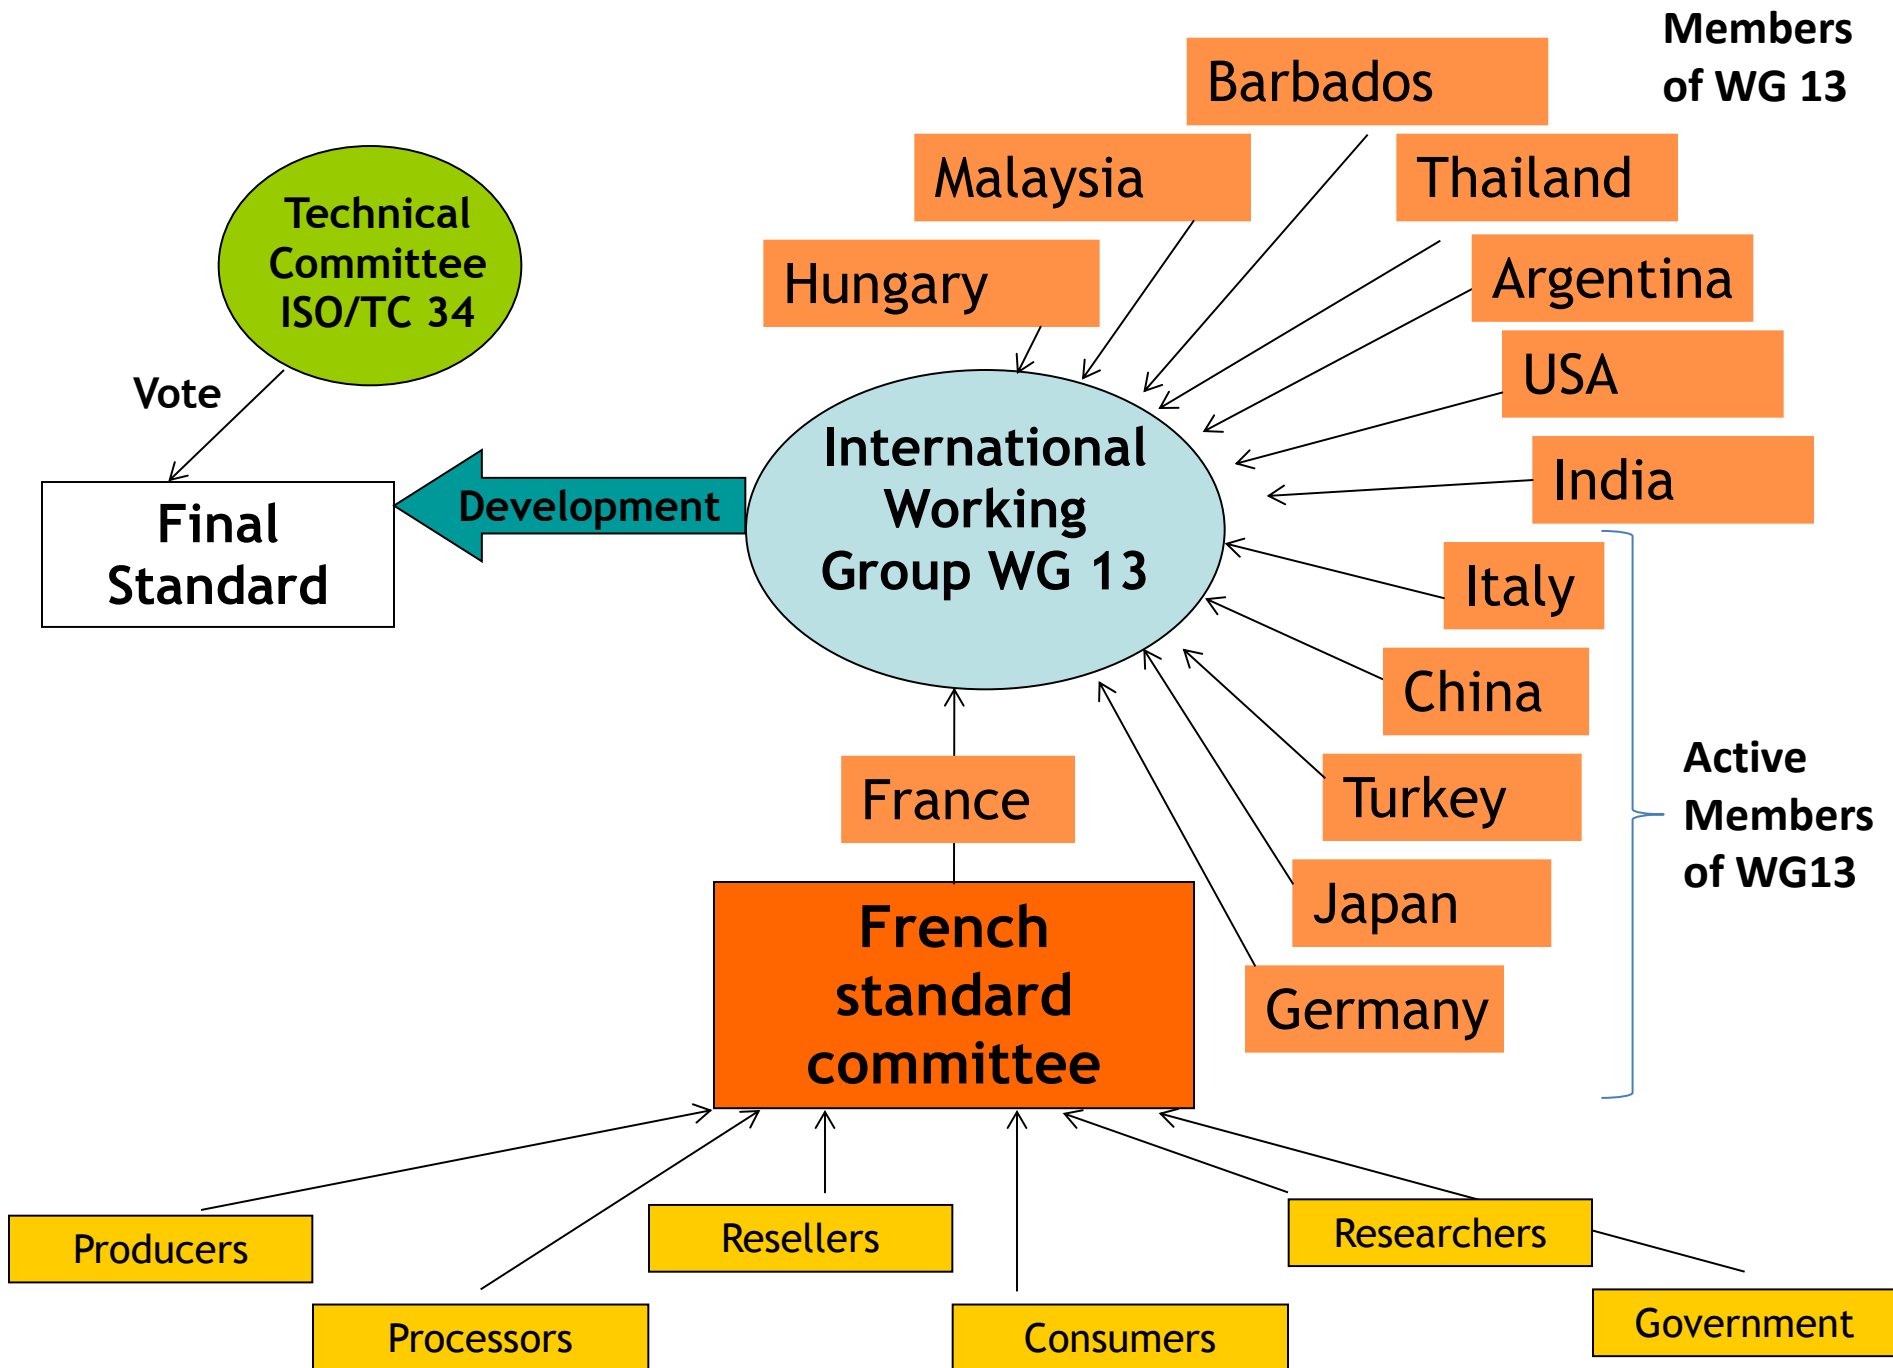 Members
of WG 13
Barbados
Malaysia
Thailand
Hungary
Argentina
USA
India
Technical
Committee
ISO/TC 34
Vote
Final
Standard
Development
International
Working
Group WG 13
Italy
China
Turkey
Japan
Germany
Active
Members
of WG13
France
French
standard
committee
Producers
Processors
Resellers
Consumers
Researchers
Government